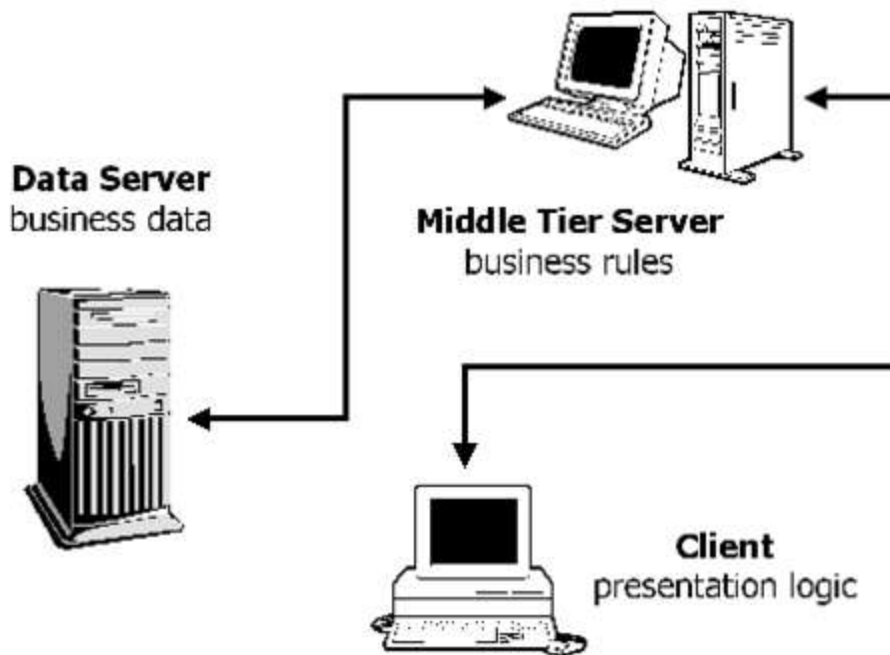 Data Server
business data
Middle Tier Server
business rules
Client
presentation logic